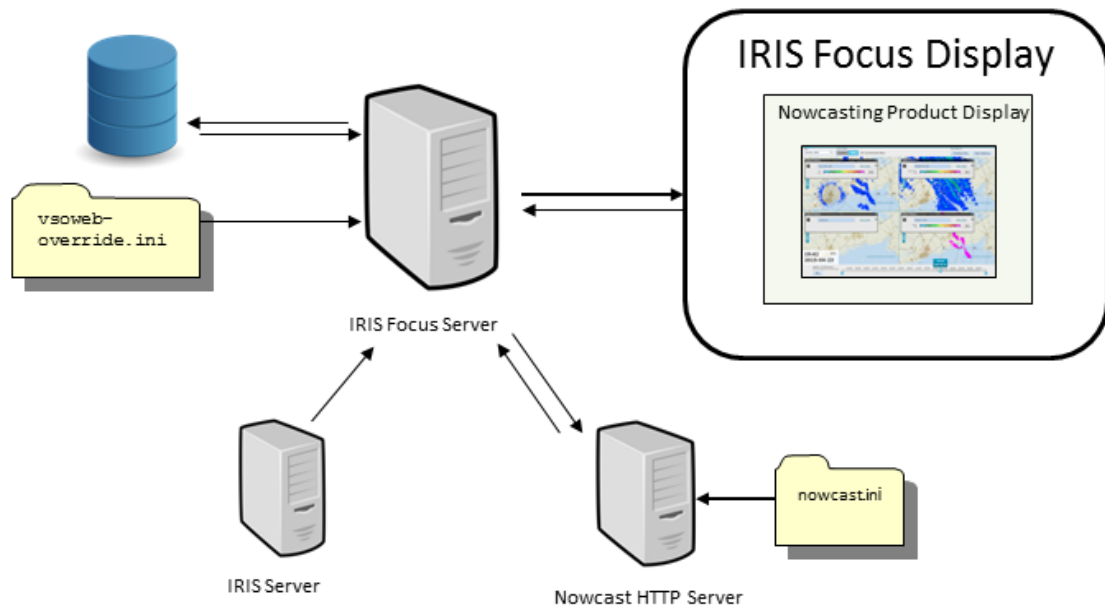 IRIS Focus Display
Nowcasting Product Display
vsoweb-
override.ini
IRIS Focus Server
nowcast.ini
IRIS Server
Nowcast HTTP Server